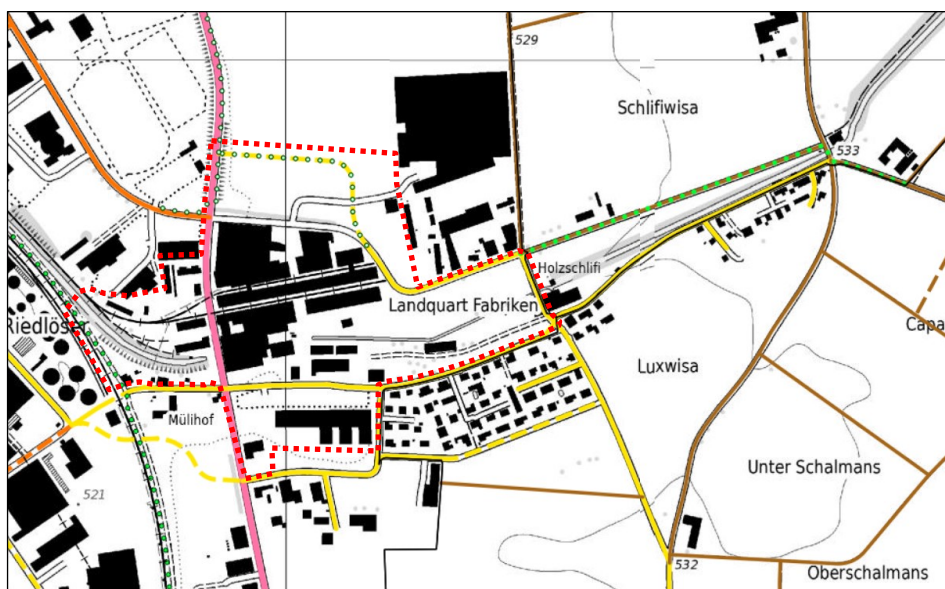 529
Schlifiwisa
533
Holzschlifi
Landquart Fabriken
Riedlöser
Capa
Luxwisa
Mülihof
Unter Schalmans
521
532
Oberschalmans